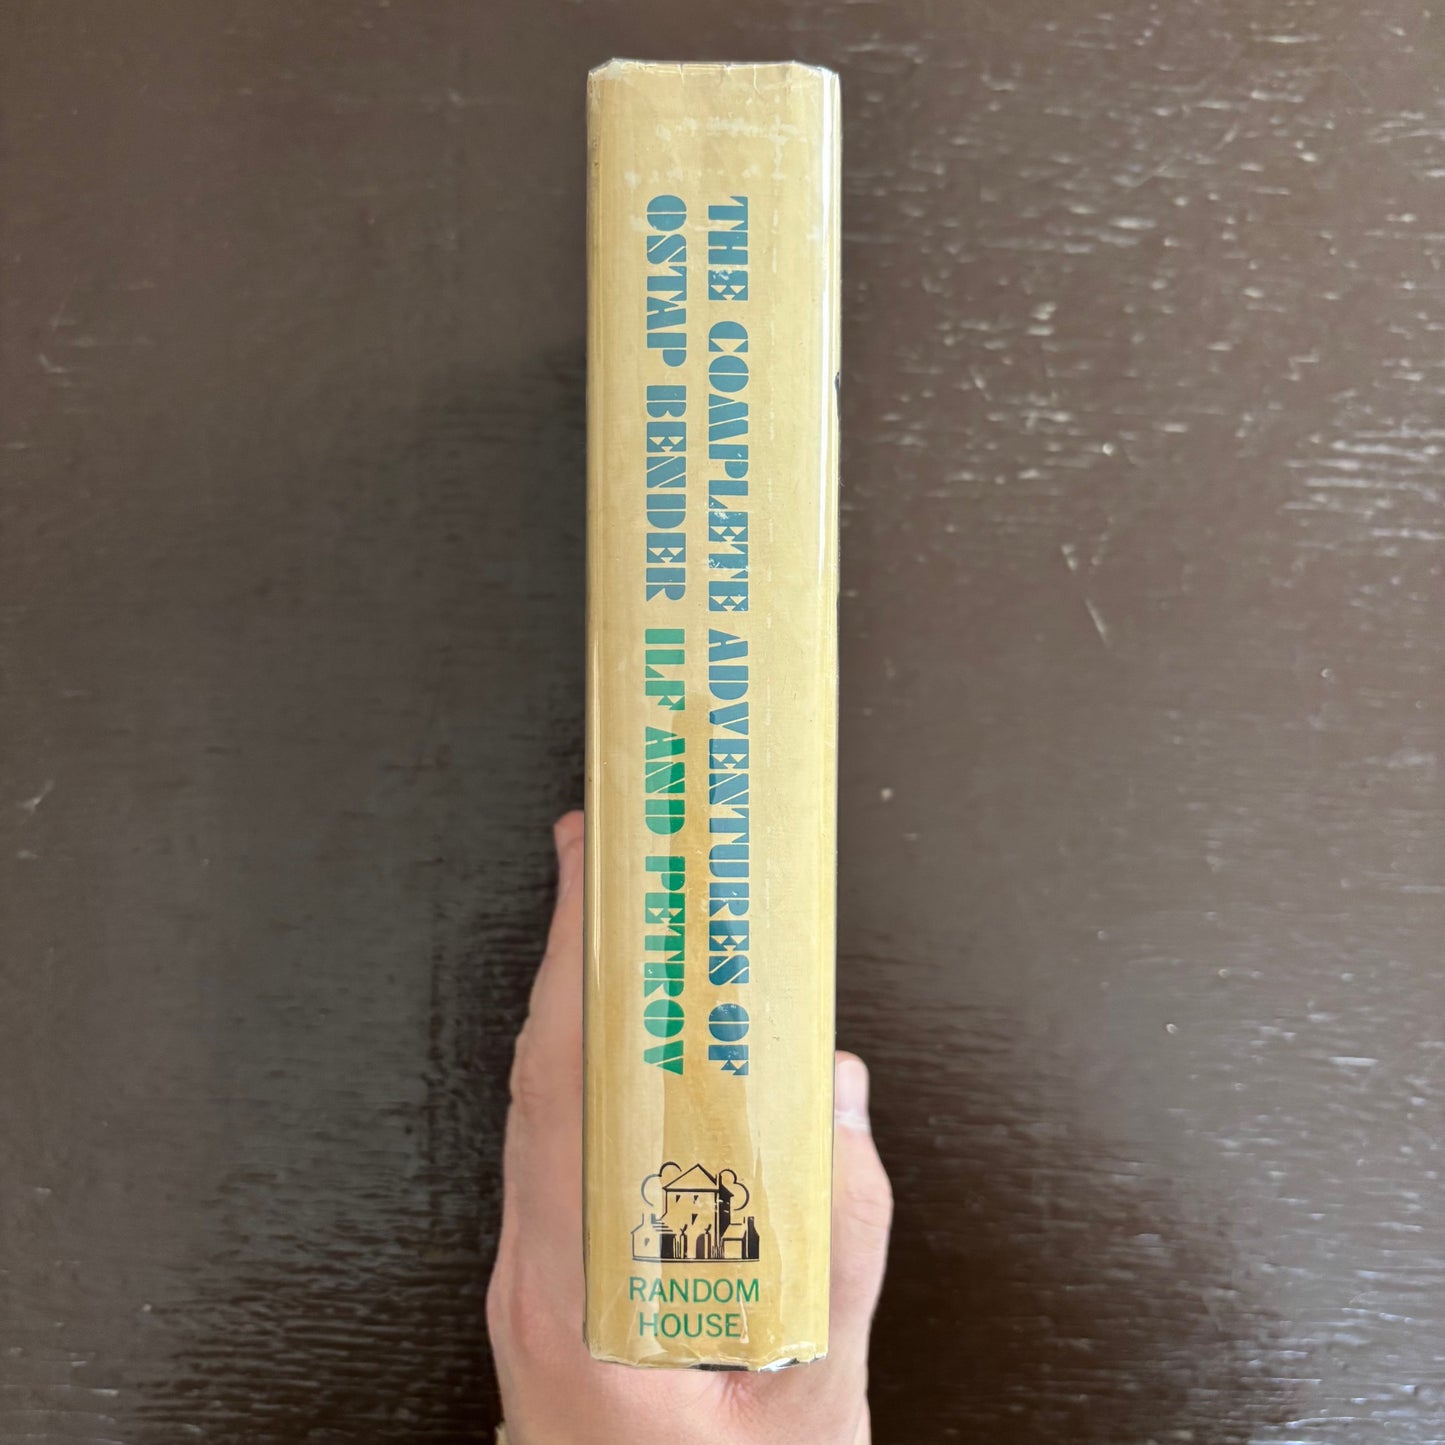 THE COMPLETE ADVENTURES OF
OSTAP BENDER ILF AND PETROV
RANDOM
HOUSE